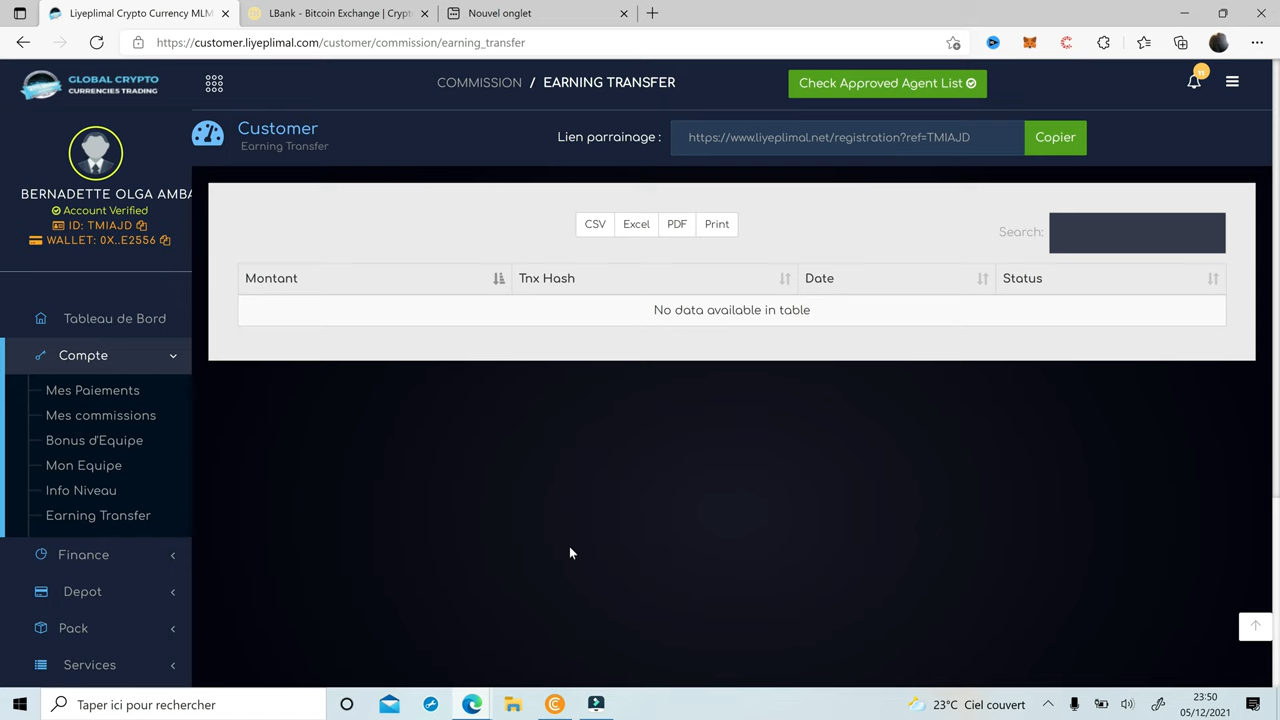 Liyeplimal Crypto Currency MLM
LBank - Bitcoin Exchange | Crypt
Nouvel onglet
https://customer.liyeplimal.com/customer/commission/earning_transfer
GLOBAL CRYPTO
CURRENCIES TRADING
COMMISSION / EARNING TRANSFER
Check Approved Agent List
11
Customer
Earning Transfer
Lien parrainage :
https://www.liyeplimal.net/registration?ref=TMIAJD
Copier
BERNADETTE OLGA AMBA
Account Verified
ID: TMIAJD
WALLET: 0X..E2556
CSV
Excel
PDF
Print
Search:
Montant
Tnx Hash
Date
Status
No data available in table
Tableau de Bord
Compte
Mes Paiements
Mes commissions
Bonus d'Equipe
Mon Equipe
Info Niveau
Earning Transfer
Finance
Depot
Pack
Services
Taper ici pour rechercher
23°C Ciel couvert
23:50
05/12/2021